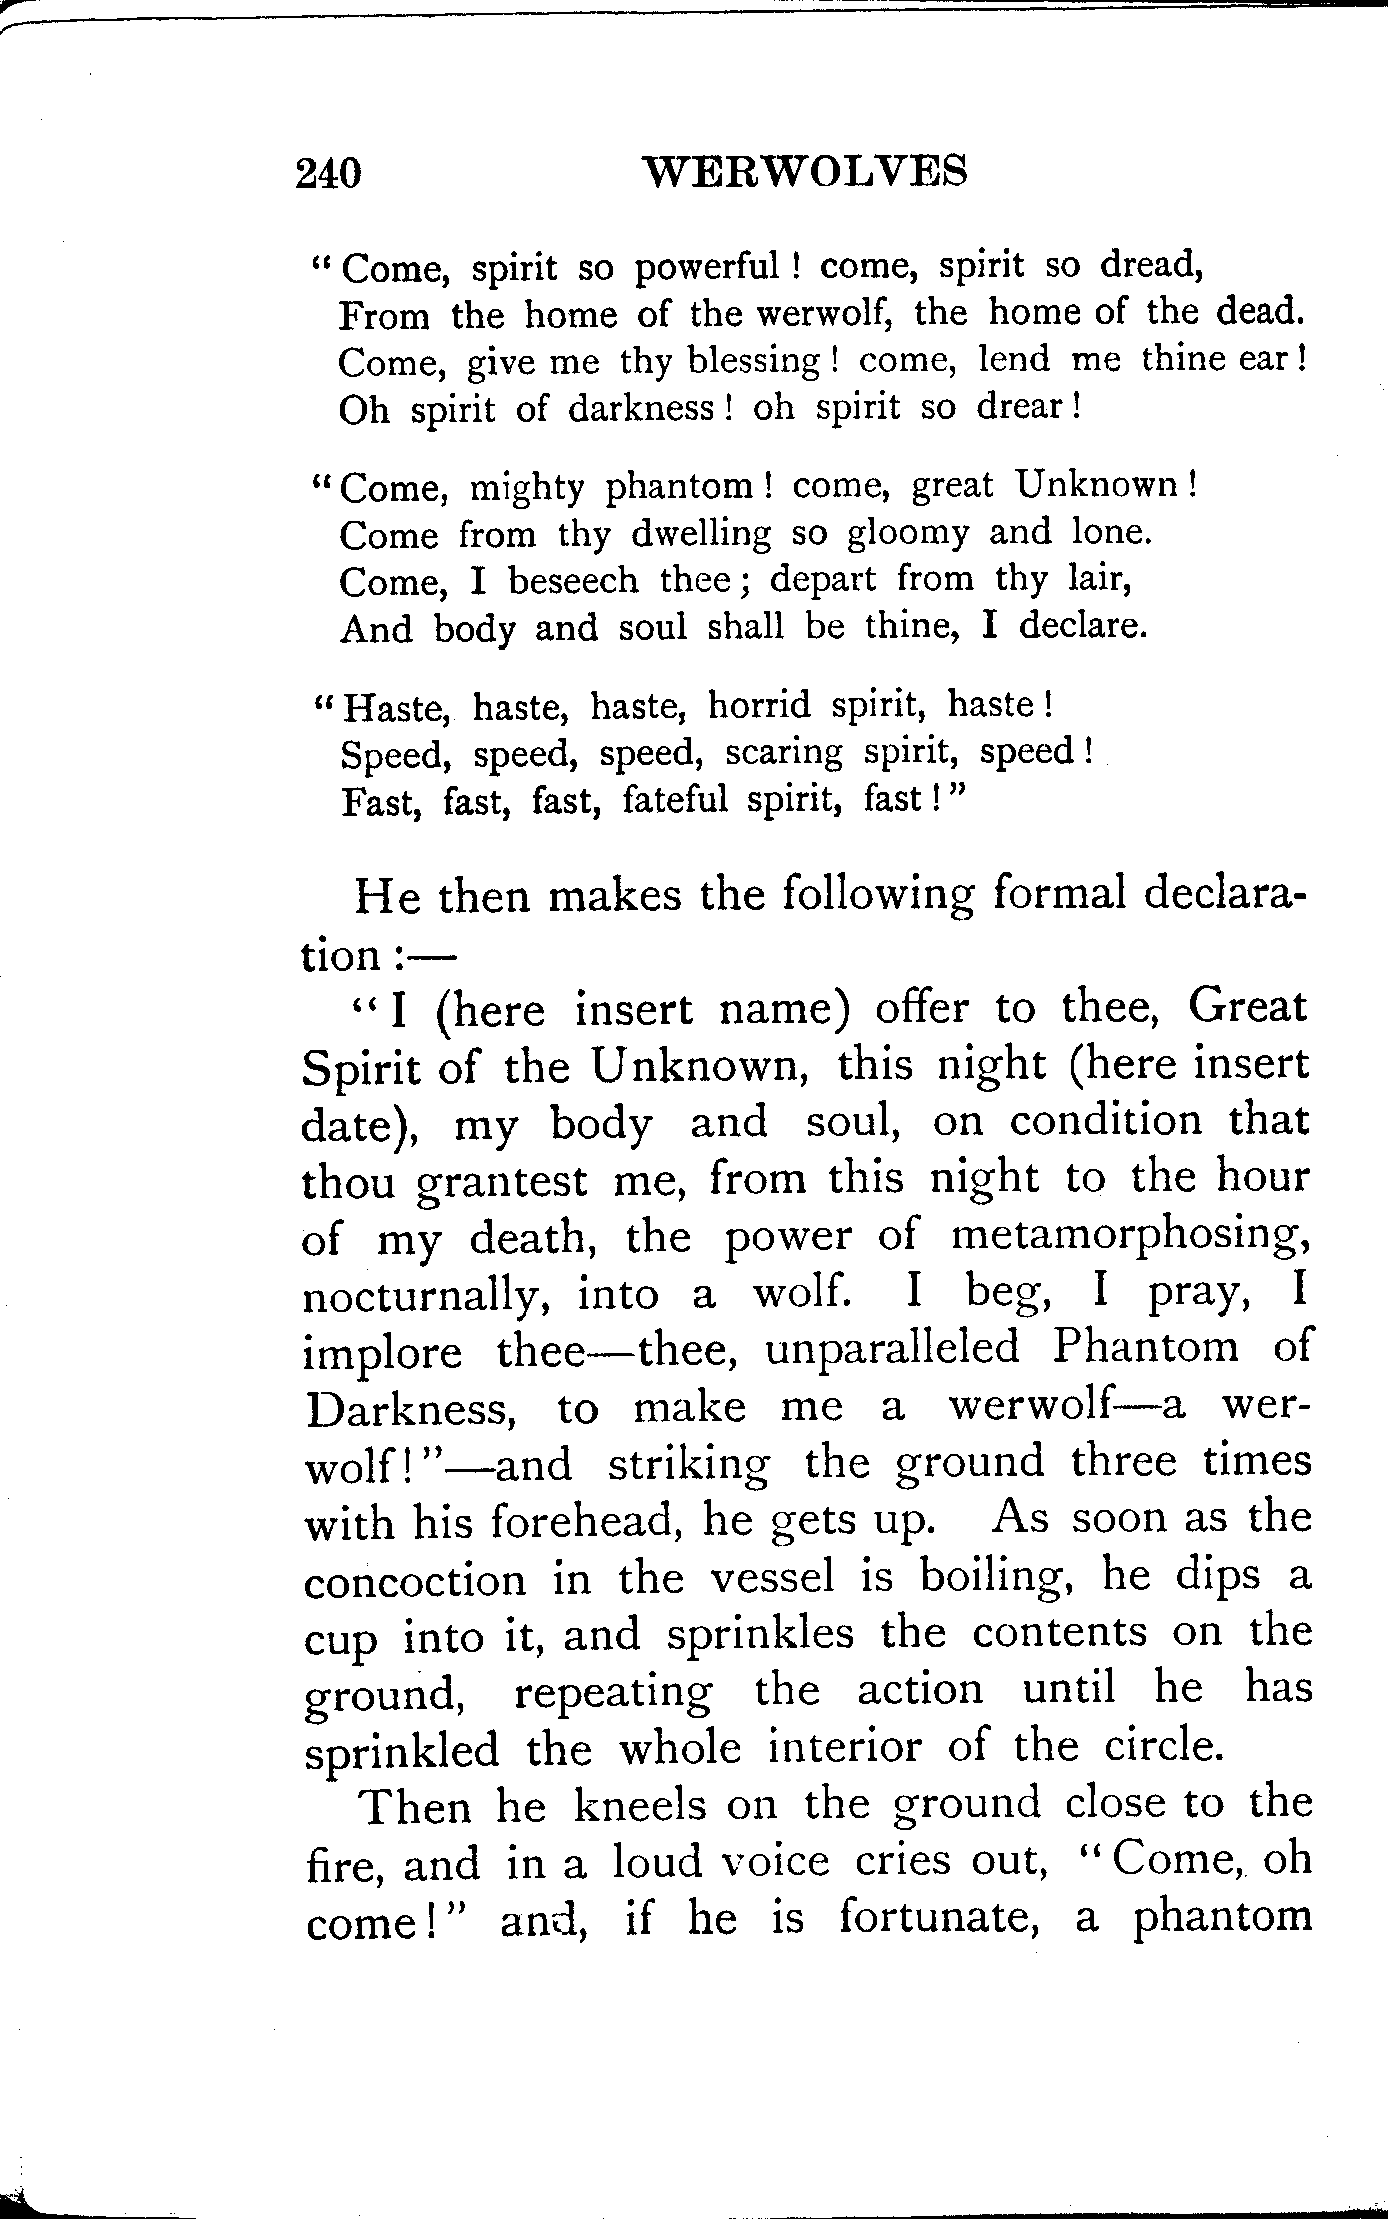 240 WERWOLVES
“Come, spirit so powerful! come, spirit so dread,
From the home of the werwolf, the home of the dead.
Come, give me thy blessing! come, lend me thine ear!
Oh spirit of darkness! oh spirit so drear!
“Come, mighty phantom! come, great Unknown!
Come from thy dwelling so gloomy and lone.
Come, I beseech thee; depart from thy lair,
And body and soul shall be thine, I declare.
“Haste, haste, haste, horrid spirit, haste!
Speed, speed, speed, scaring spirit, speed!
Fast, fast, fast, fateful spirit, fast!”
He then makes the following formal declara-
tion:—
“I (here insert name) offer to thee, Great
Spirit of the Unknown, this night (here insert
date), my body and soul, on condition that
thou grantest me, from this night to the hour
of my death, the power of metamorphosing,
nocturnally, into a wolf. I beg, I pray, I
implore thee—thee, unparalleled Phantom of
Darkness, to make me a werwolf—a wer-
wolf!”—and striking the ground three times
with his forehead, he gets up. As soon as the
concoction in the vessel is boiling, he dips a
cup into it, and sprinkles the contents on the
ground, repeating the action until he has
sprinkled the whole interior of the circle.
Then he kneels on the ground close to the
fire, and in a loud voice cries out, “Come, oh
come!” and, if he is fortunate, a phantom